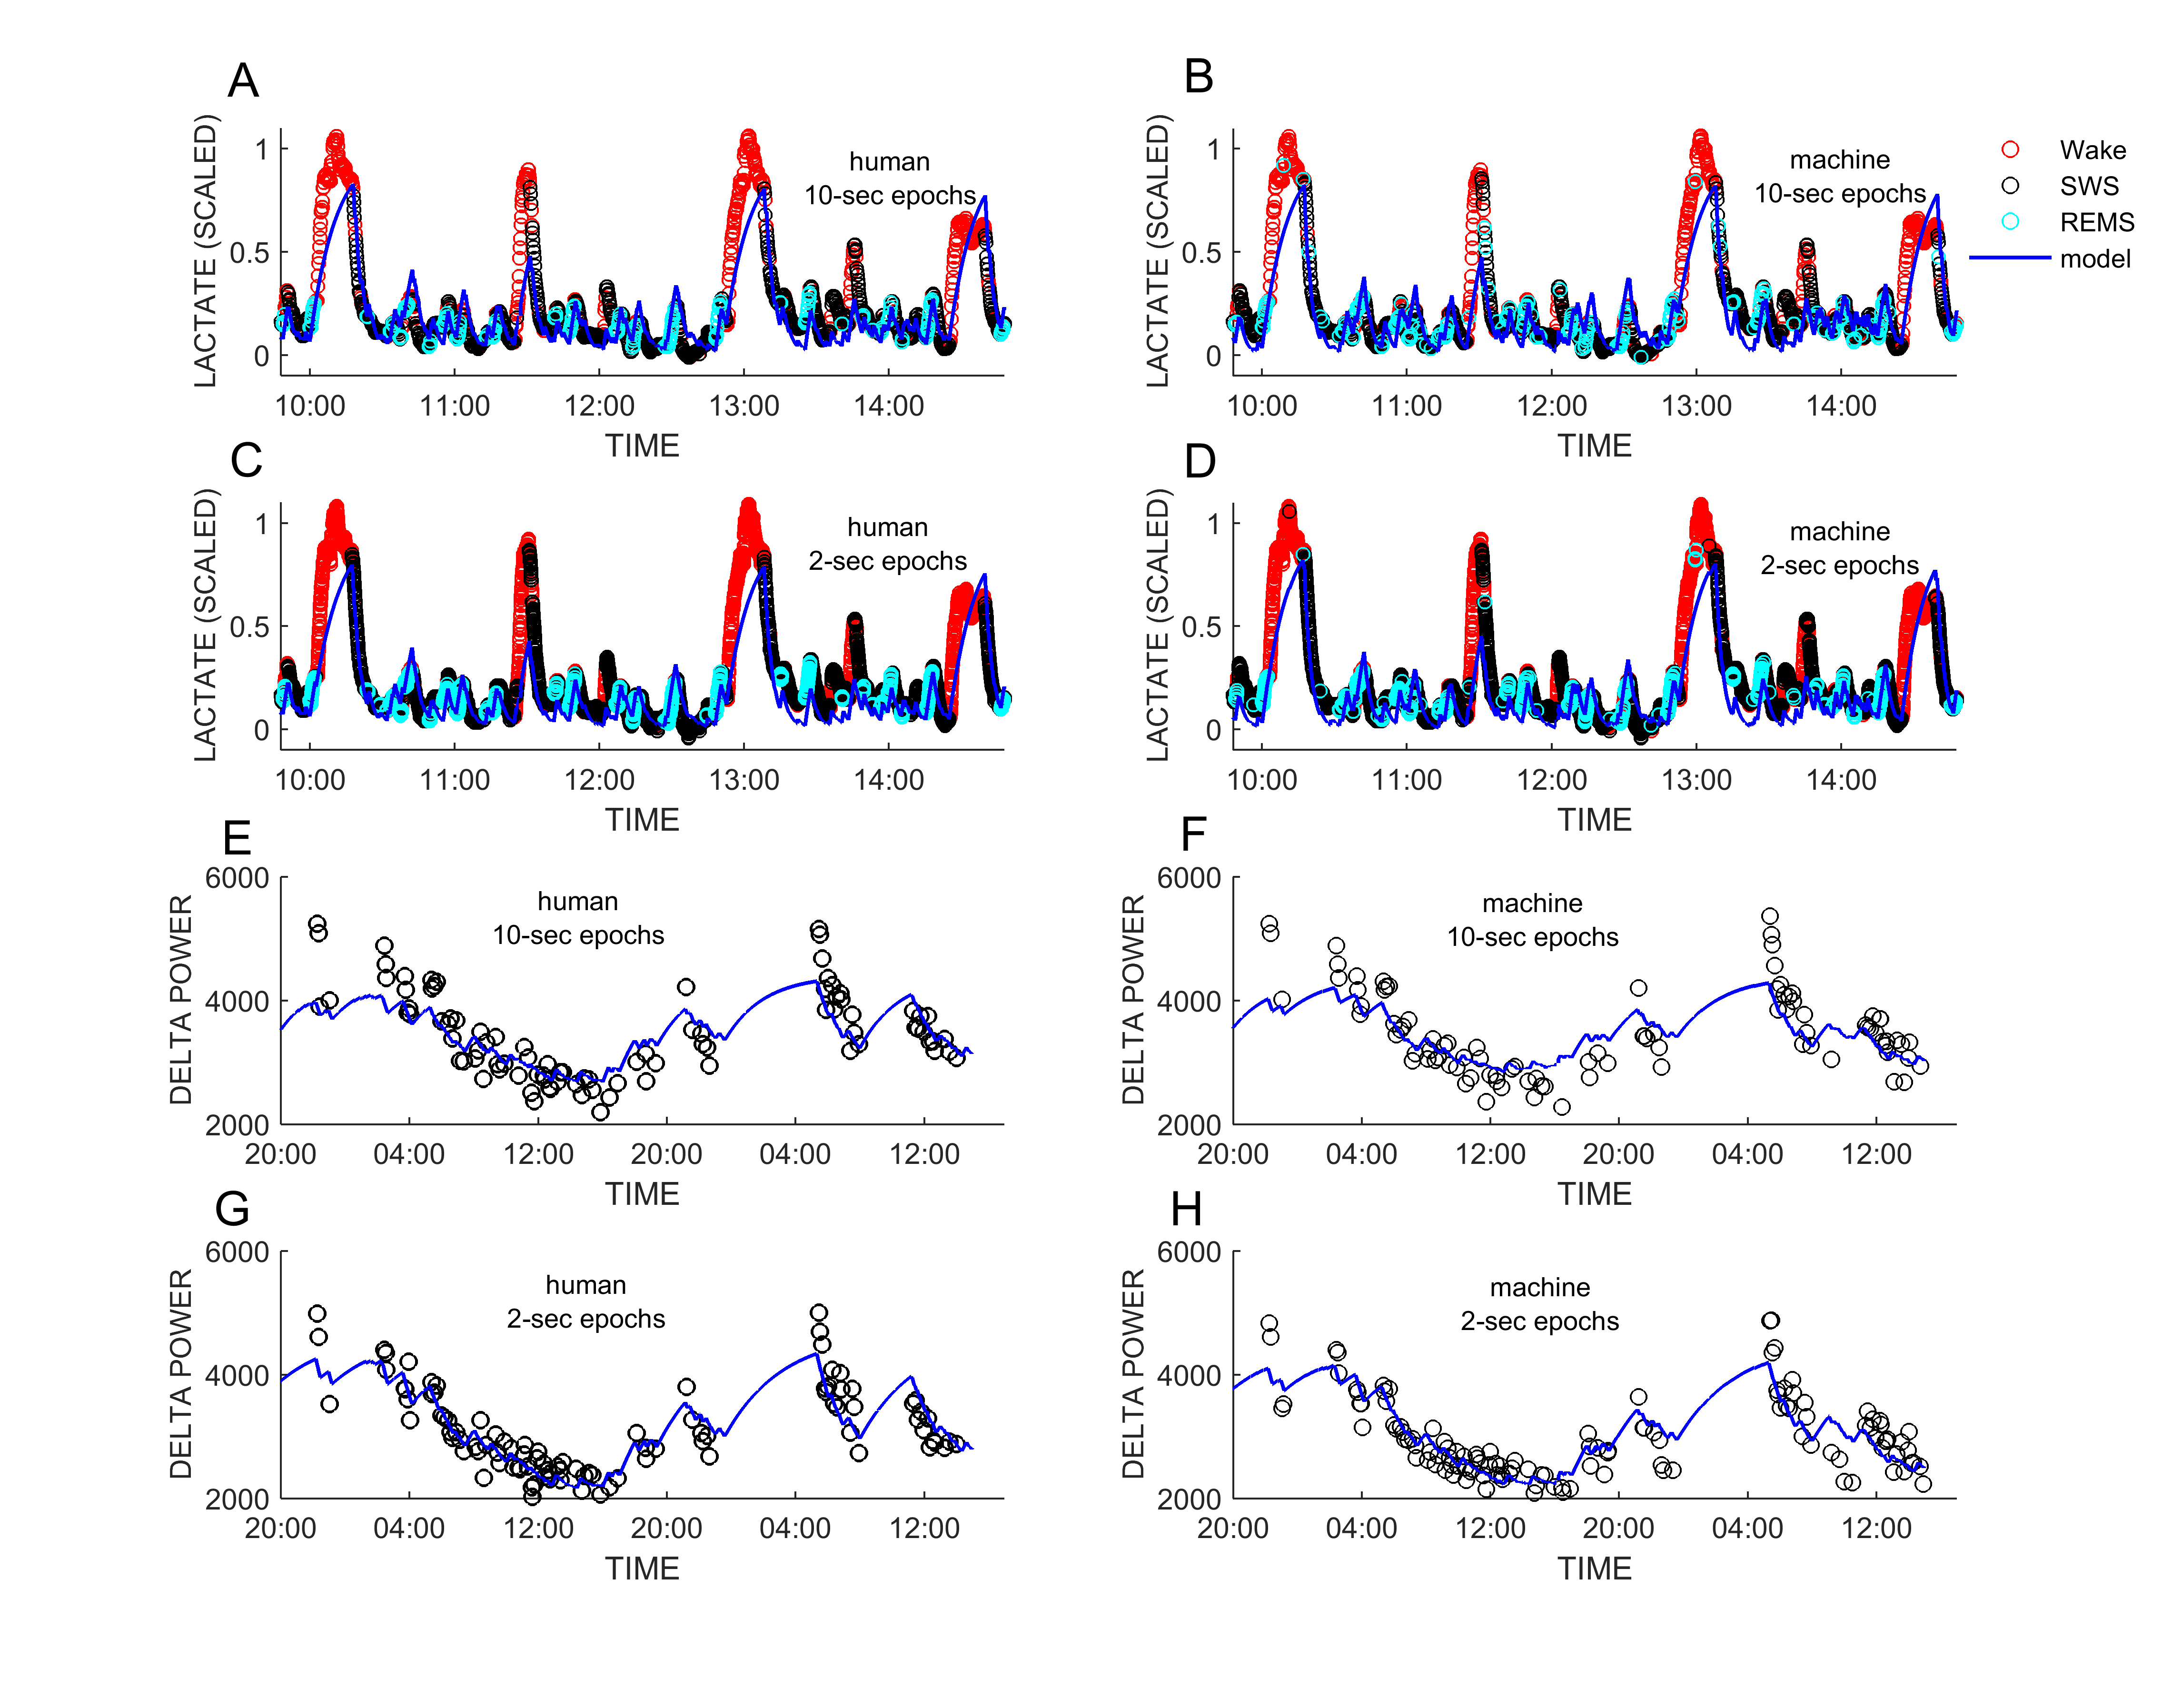 A
LACTATE (SCALED)
1
0.5
0
human
10-sec epochs
10:00 11:00 12:00 13:00 14:00
TIME
B
LACTATE (SCALED)
1
0.5
0
machine
10-sec epochs
10:00 11:00 12:00 13:00 14:00
TIME
Wake
SWS
REMS
model
C
LACTATE (SCALED)
1
0.5
0
human
2-sec epochs
10:00 11:00 12:00 13:00 14:00
TIME
D
LACTATE (SCALED)
1
0.5
0
machine
2-sec epochs
10:00 11:00 12:00 13:00 14:00
TIME
E
DELTA POWER
6000
4000
2000
human
10-sec epochs
20:00 04:00 12:00 20:00 04:00 12:00
TIME
F
DELTA POWER
6000
4000
2000
machine
10-sec epochs
20:00 04:00 12:00 20:00 04:00 12:00
TIME
G
DELTA POWER
6000
4000
2000
human
2-sec epochs
20:00 04:00 12:00 20:00 04:00 12:00
TIME
H
DELTA POWER
6000
4000
2000
machine
2-sec epochs
20:00 04:00 12:00 20:00 04:00 12:00
TIME